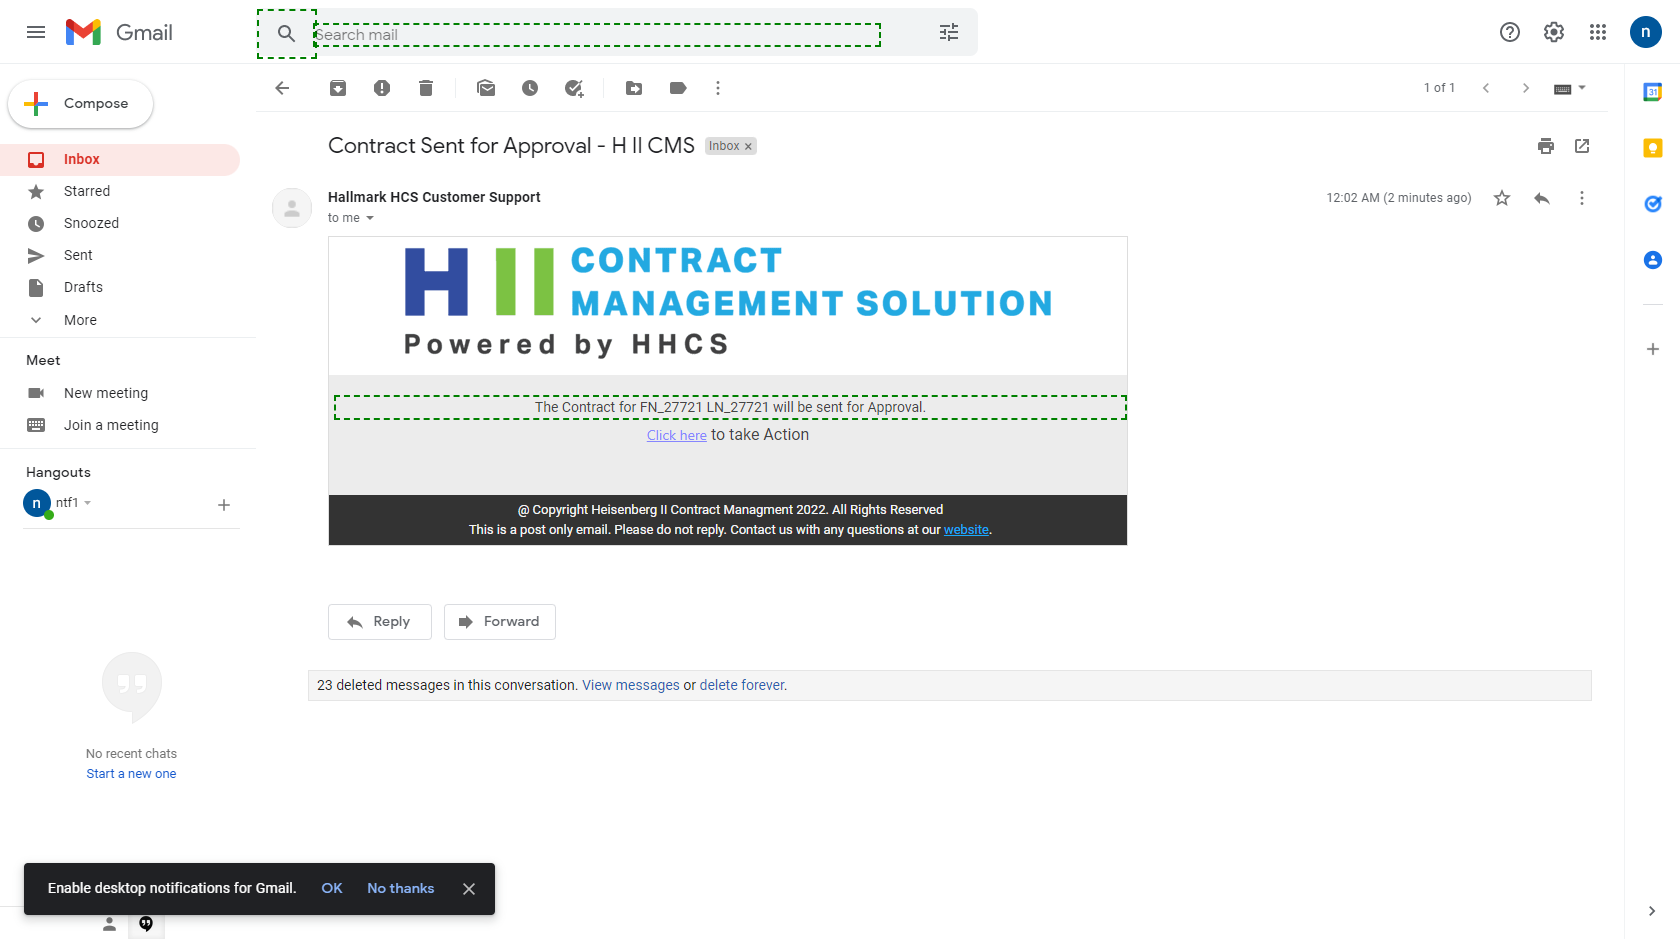 Gmail
Search mail
Compose
1 of 1
31
Inbox
Starred
Snoozed
Sent
Drafts
More
Meet
New meeting
Join a meeting
Hangouts
n
ntf1
No recent chats
Start a new one
Contract Sent for Approval - H II CMS
Inbox ×
Hallmark HCS Customer Support
to me
12:02 AM (2 minutes ago)
H II CONTRACT
MANAGEMENT SOLUTION
Powered by HHCS
The Contract for FN_27721 LN_27721 will be sent for Approval.
Click here to take Action
@ Copyright Heisenberg II Contract Managment 2022. All Rights Reserved
This is a post only email. Please do not reply. Contact us with any questions at our website.
Reply
Forward
23 deleted messages in this conversation. View messages or delete forever.
Enable desktop notifications for Gmail. OK No thanks
n